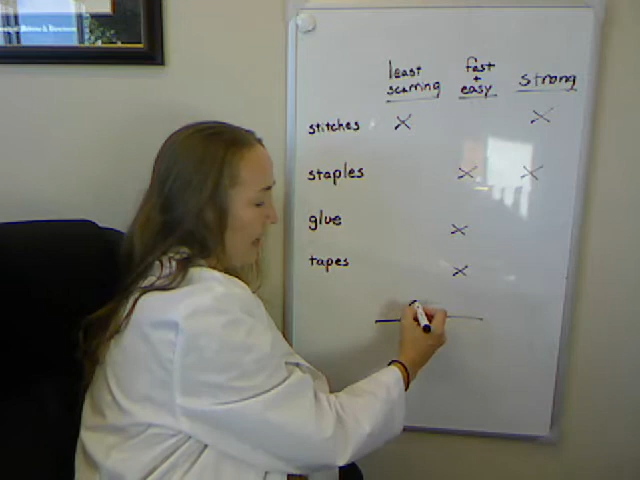 least scarring
fast + easy
strong
stitches X X
staples X X
glue X
tapes X